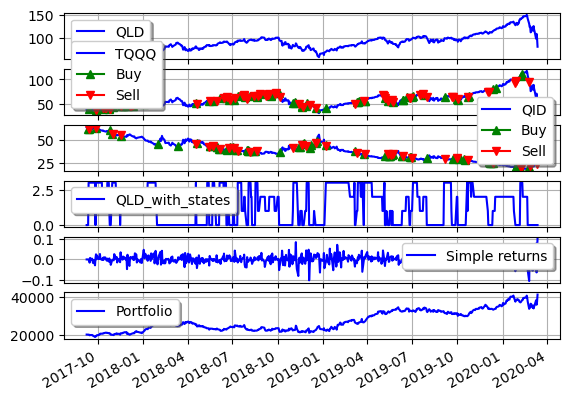 150
100
QLD
TQQQ
Buy
Sell
100
50
QID
Buy
Sell
50
25
2.5
0.0
QLD_with_states
0.1
0.0
-0.1
Simple returns
40000
20000
Portfolio
2017-10
2018-01
2018-04
2018-07
2018-10
2019-01
2019-04
2019-07
2019-10
2020-01
2020-04